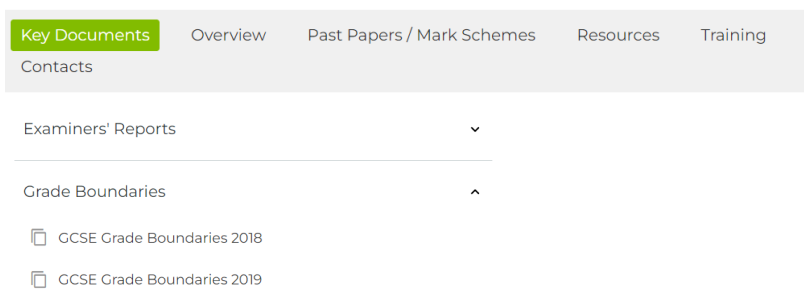 Key Documents Overview Past Papers / Mark Schemes Resources Training
Contacts
Examiners' Reports
Grade Boundaries
GCSE Grade Boundaries 2018
GCSE Grade Boundaries 2019